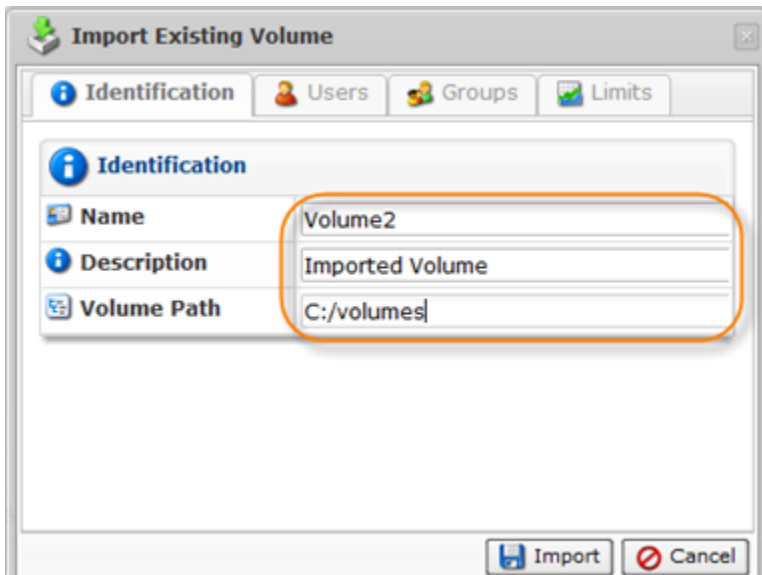 Import Existing Volume
Identification Users Groups Limits
Identification
Name Volume2
Description Imported Volume
Volume Path C:/volumes
Import Cancel